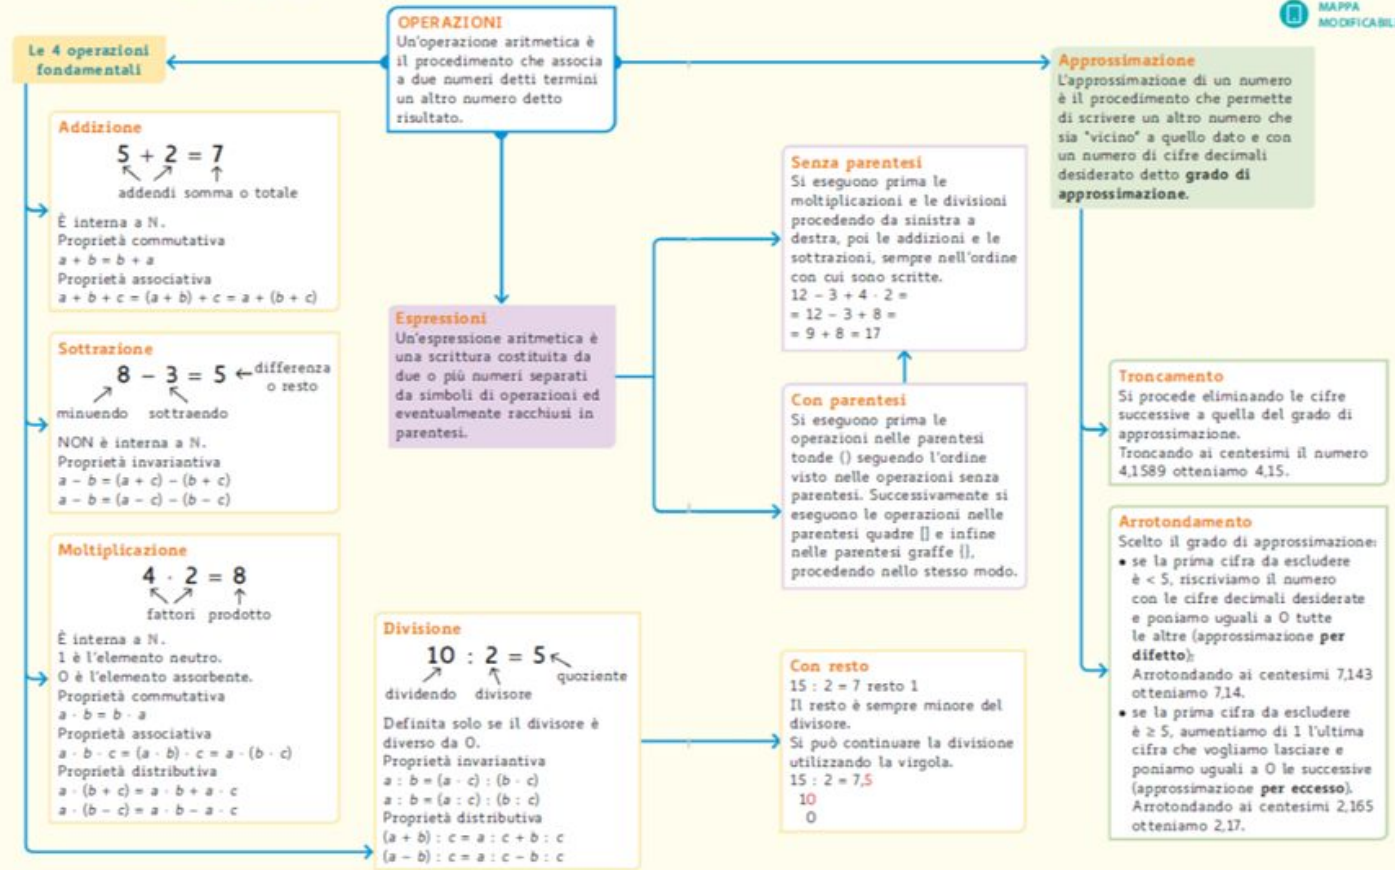 MAPPA
OPERAZIONI
Un'operazione aritmetica è
il procedimento che associa
a due numeri detti termini
un altro numero detto
risultato.
Le 4 operazioni
fondamentali
Addizione
5 + 2 = 7
addendi somma o totale
È interna a ℕ.
Proprietà commutativa
a + b = b + a
Proprietà associativa
a + b + c = (a + b) + c = a + (b + c)
Sottrazione
8 − 3 = 5 ← differenza
o resto
minuendo sottraendo
NON è interna a ℕ.
Proprietà invariantiva
a − b = (a + c) − (b + c)
a − b = (a − c) − (b − c)
Moltiplicazione
4 · 2 = 8
fattori prodotto
È interna a ℕ.
1 è l'elemento neutro.
0 è l'elemento assorbente.
Proprietà commutativa
a · b = b · a
Proprietà associativa
a · b · c = (a · b) · c = a · (b · c)
Proprietà distributiva
a · (b + c) = a · b + a · c
a · (b − c) = a · b − a · c
Divisione
10 : 2 = 5
quoziente
dividendo divisore
Definita solo se il divisore è
diverso da 0.
Proprietà invariantiva
a : b = (a · c) : (b · c)
a : b = (a : c) : (b : c)
Proprietà distributiva
(a + b) : c = a : c + b : c
(a − b) : c = a : c − b : c
Con resto
15 : 2 = 7 resto 1
Il resto è sempre minore del
divisore.
Si può continuare la divisione
utilizzando la virgola.
15 : 2 = 7,5
10
0
Espressioni
Un'espressione aritmetica è
una scrittura costituita da
due o più numeri separati
da simboli di operazioni ed
eventualmente racchiusi in
parentesi.
Senza parentesi
Si eseguono prima le
moltiplicazioni e le divisioni
procedendo da sinistra a
destra, poi le addizioni e le
sottrazioni, sempre nell'ordine
con cui sono scritte.
12 − 3 + 4 · 2 =
= 12 − 3 + 8 =
= 9 + 8 = 17
Con parentesi
Si eseguono prima le
operazioni nelle parentesi
tonde () seguendo l'ordine
visto nelle operazioni senza
parentesi. Successivamente si
eseguono le operazioni nelle
parentesi quadre [] e infine
nelle parentesi graffe {},
procedendo nello stesso modo.
Approssimazione
L'approssimazione di un numero
è il procedimento che permette
di scrivere un altro numero che
sia "vicino" a quello dato e con
un numero di cifre decimali
desiderato detto grado di
approssimazione.
Troncamento
Si procede eliminando le cifre
successive a quella del grado di
approssimazione.
Troncando ai centesimi il numero
4,1589 otteniamo 4,15.
Arrotondamento
Scelto il grado di approssimazione:
• se la prima cifra da escludere
è < 5, riscriviamo il numero
con le cifre decimali desiderate
e poniamo uguali a 0 tutte
le altre (approssimazione per
difetto);
Arrotondando ai centesimi 7,143
otteniamo 7,14.
• se la prima cifra da escludere
è ≥ 5, aumentiamo di 1 l'ultima
cifra che vogliamo lasciare e
poniamo uguali a 0 le successive
(approssimazione per eccesso).
Arrotondando ai centesimi 2,165
otteniamo 2,17.